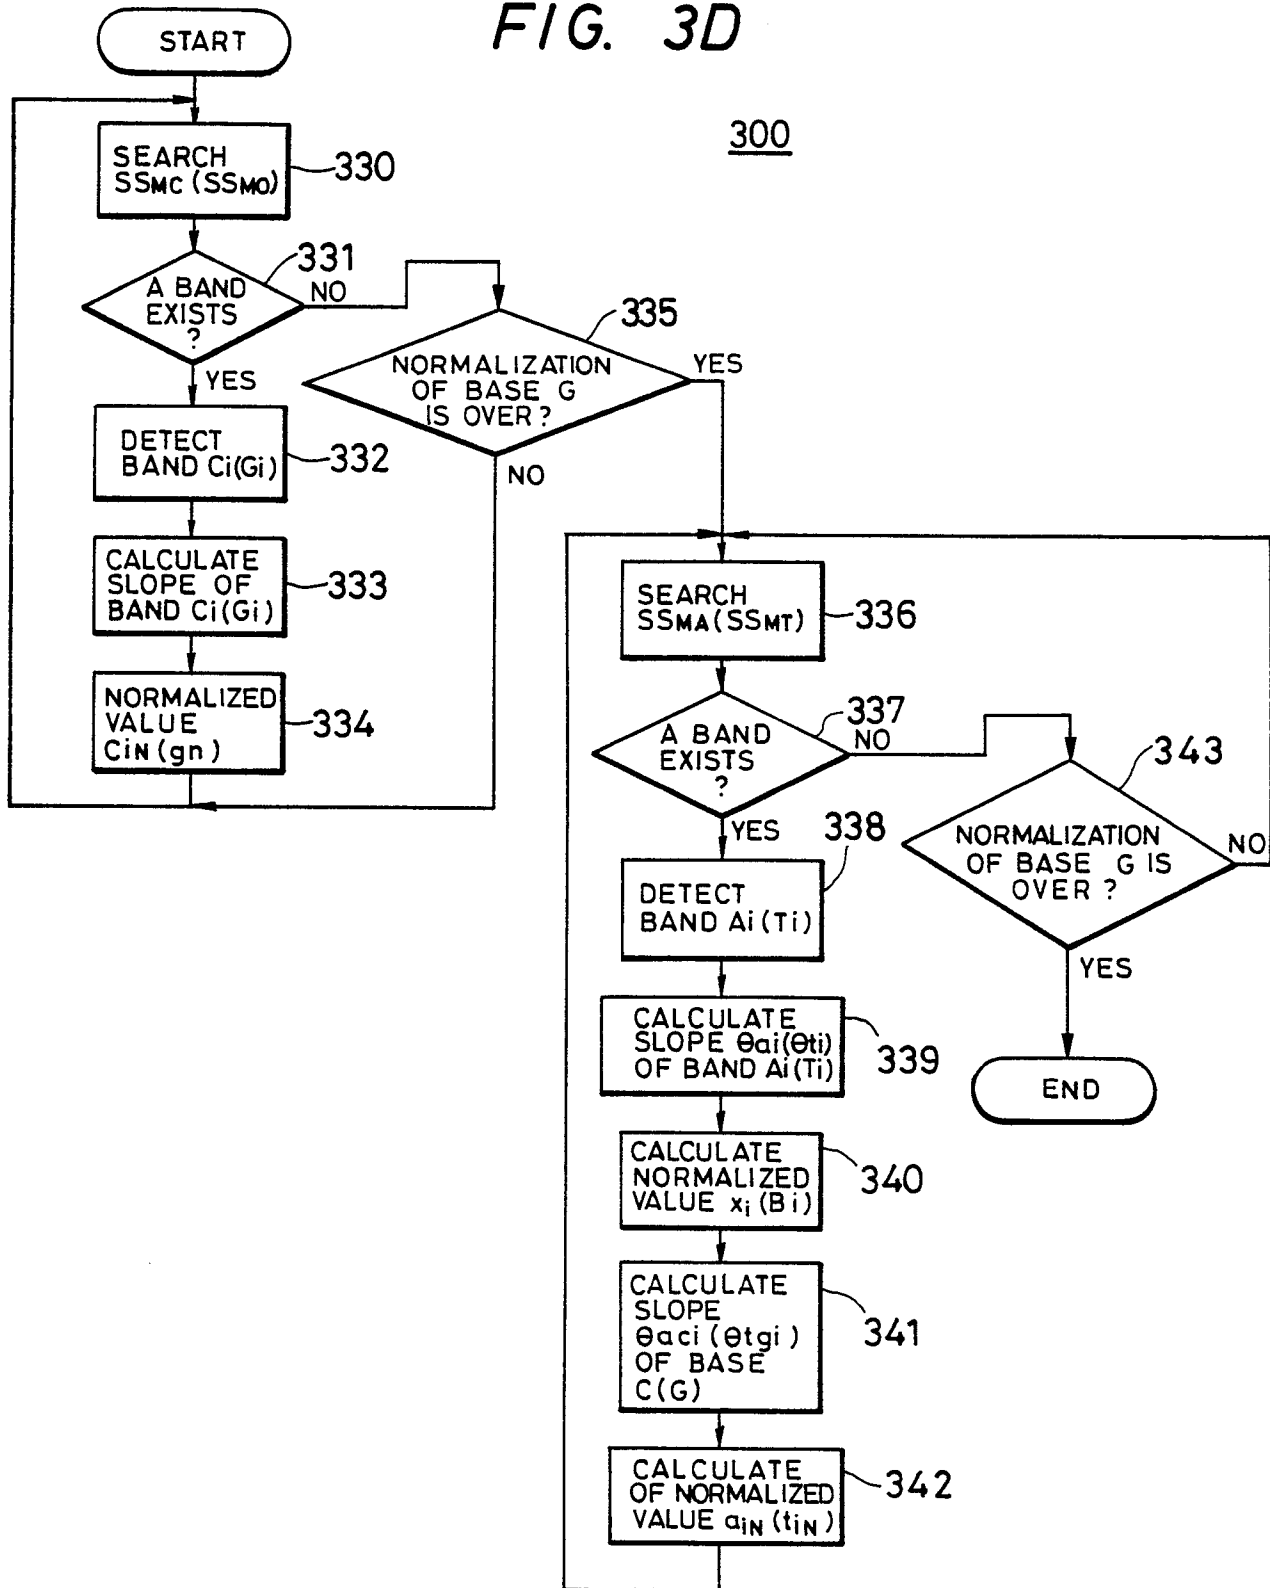 FIG. 3D
300
START
SEARCH
SSMC (SSMO)
330
A BAND
EXISTS
?
331
NO
YES
DETECT
BAND Ci(Gi)
332
CALCULATE
SLOPE OF
BAND Ci(Gi)
333
NORMALIZED
VALUE
CiN (gn)
334
NORMALIZATION
OF BASE G
IS OVER?
335
YES
NO
SEARCH
SSMA(SSMT)
336
A BAND
EXISTS
?
337
NO
YES
DETECT
BAND Ai(Ti)
338
CALCULATE
SLOPE θai(θti)
OF BAND Ai(Ti)
339
CALCULATE
NORMALIZED
VALUE xi (Bi)
340
CALCULATE
SLOPE
θaci (θtgi)
OF BASE
C(G)
341
CALCULATE
OF NORMALIZED
VALUE aiN (tiN)
342
NORMALIZATION
OF BASE G IS
OVER ?
343
NO
YES
END